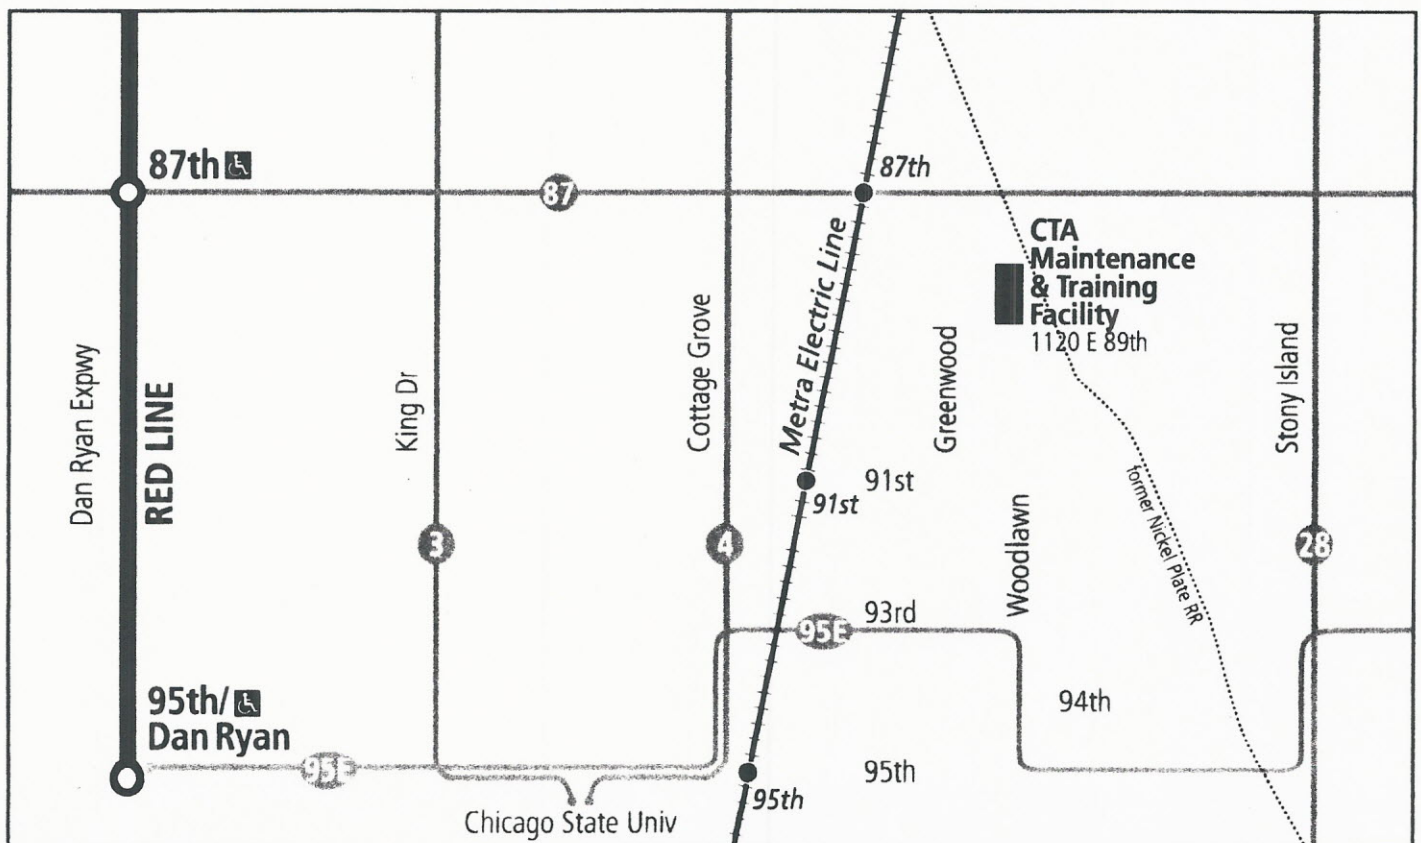 87th
87
87th
CTA
Maintenance
& Training
Facility
1120 E 89th
Dan Ryan Expwy
RED LINE
King Dr
Cottage Grove
Metra Electric Line
Greenwood
Stony Island
91st
91st
3
4
28
Woodlawn
former Nickel Plate RR
93rd
95E
95th/
Dan Ryan
94th
95E
95th
95th
Chicago State Univ